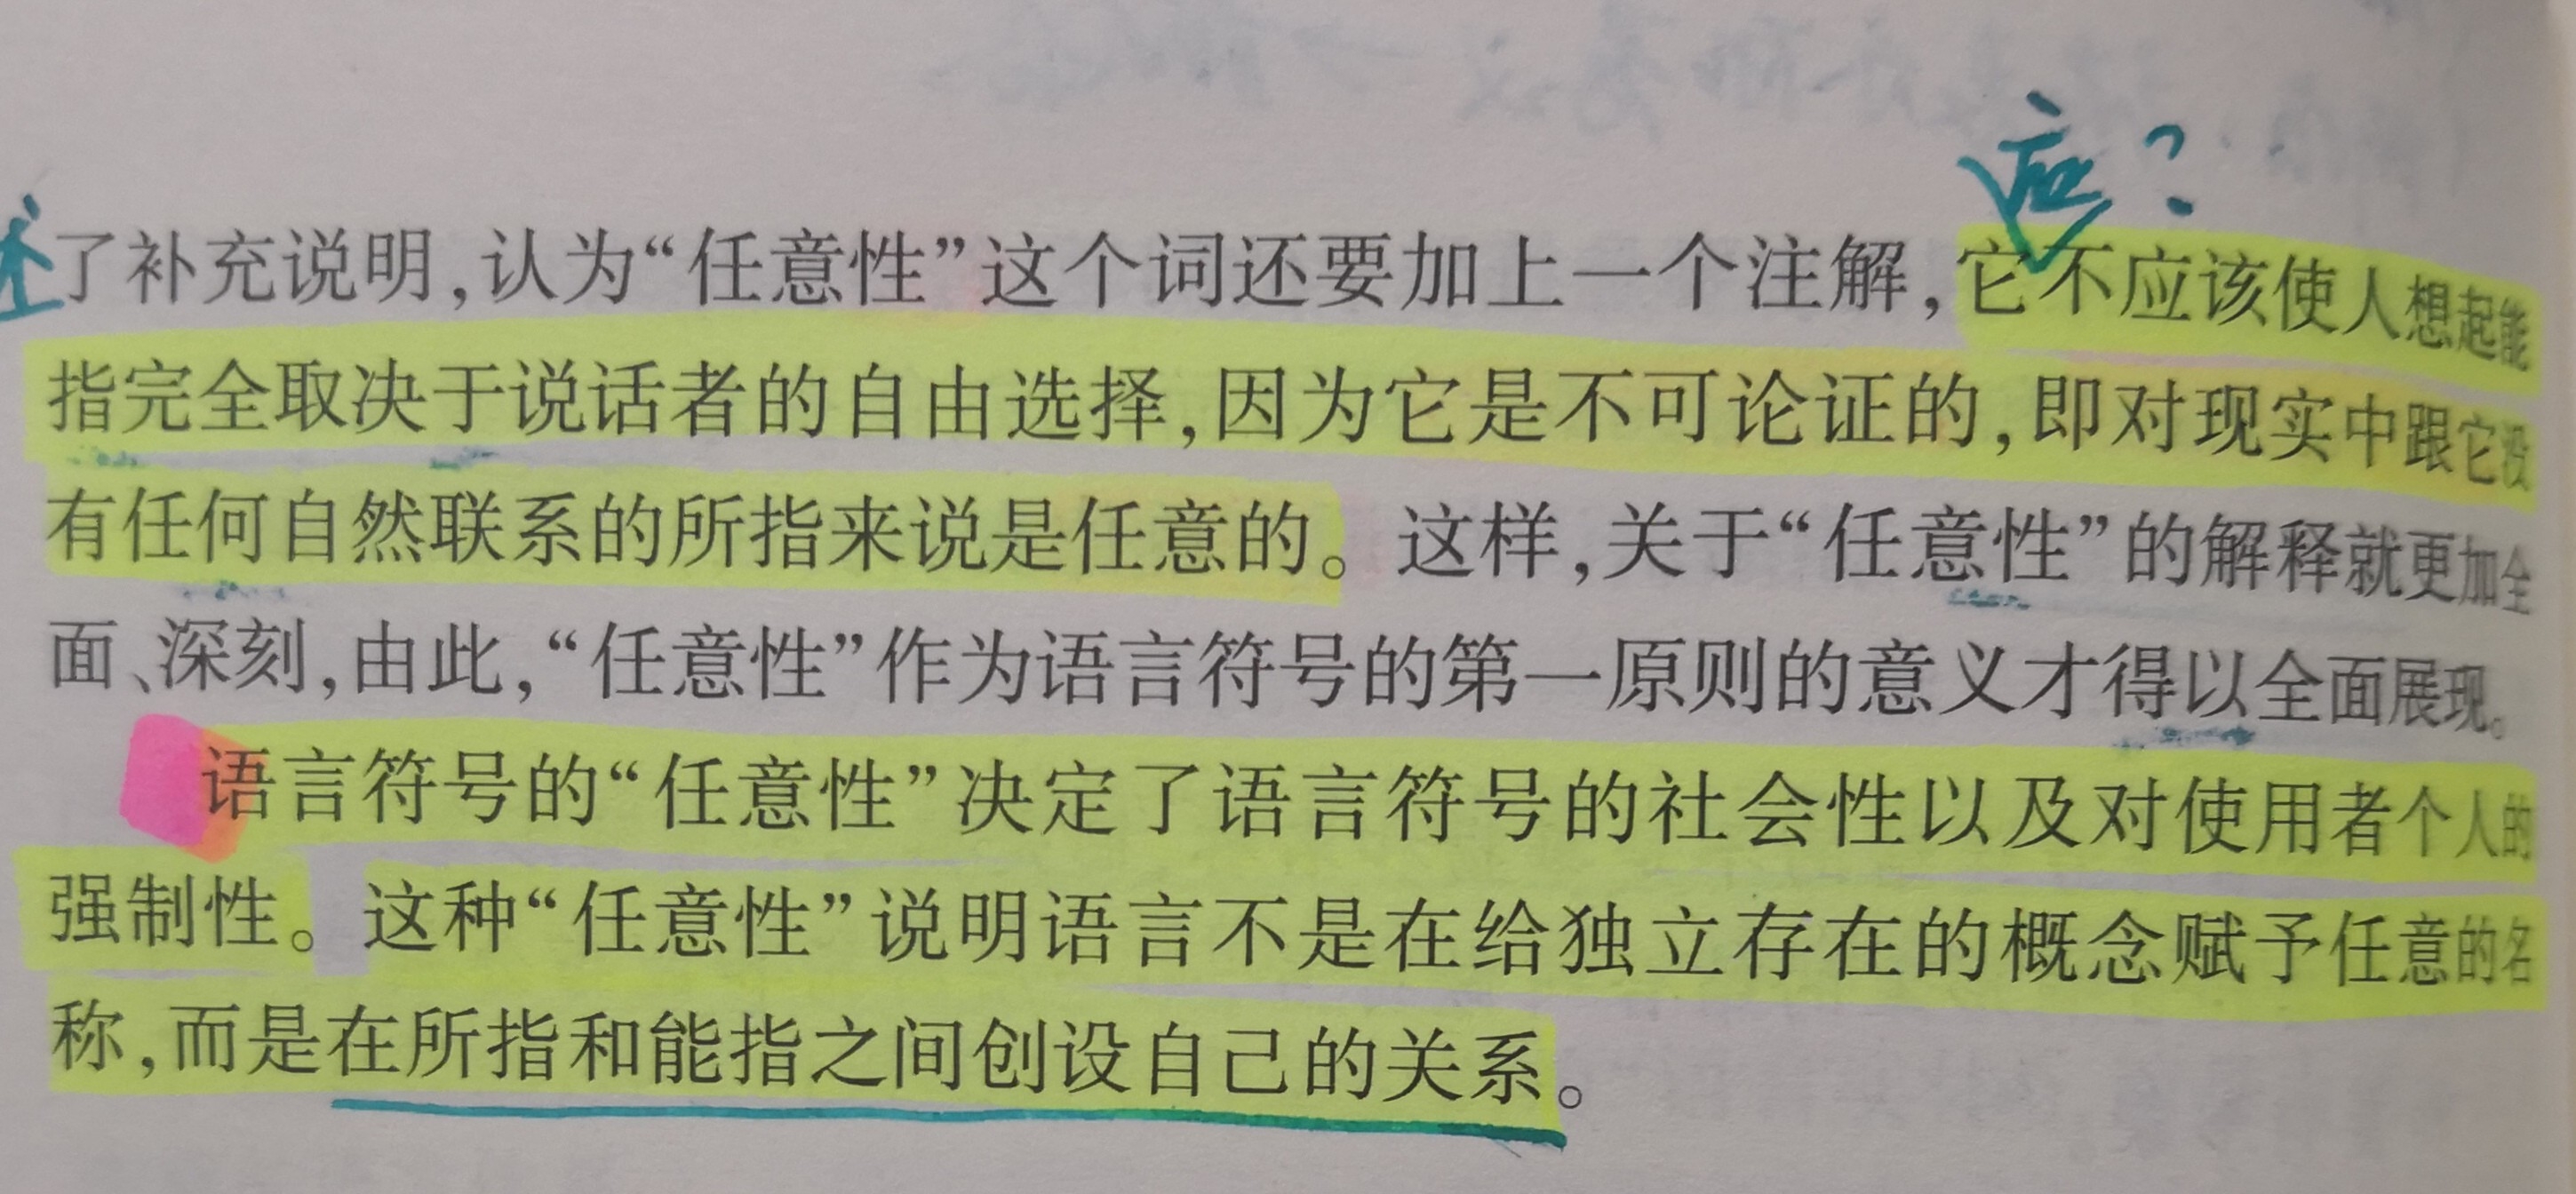 了补充说明,认为“任意性”这个词还要加上一个注解,它不应该使人想起能
指完全取决于说话者的自由选择,因为它是不可论证的,即对现实中跟它没
有任何自然联系的所指来说是任意的。这样,关于“任意性”的解释就更加全
面、深刻,由此,“任意性”作为语言符号的第一原则的意义才得以全面展现。
语言符号的“任意性”决定了语言符号的社会性以及对使用者个人的
强制性。这种“任意性”说明语言不是在给独立存在的概念赋予任意的名
称,而是在所指和能指之间创设自己的关系。